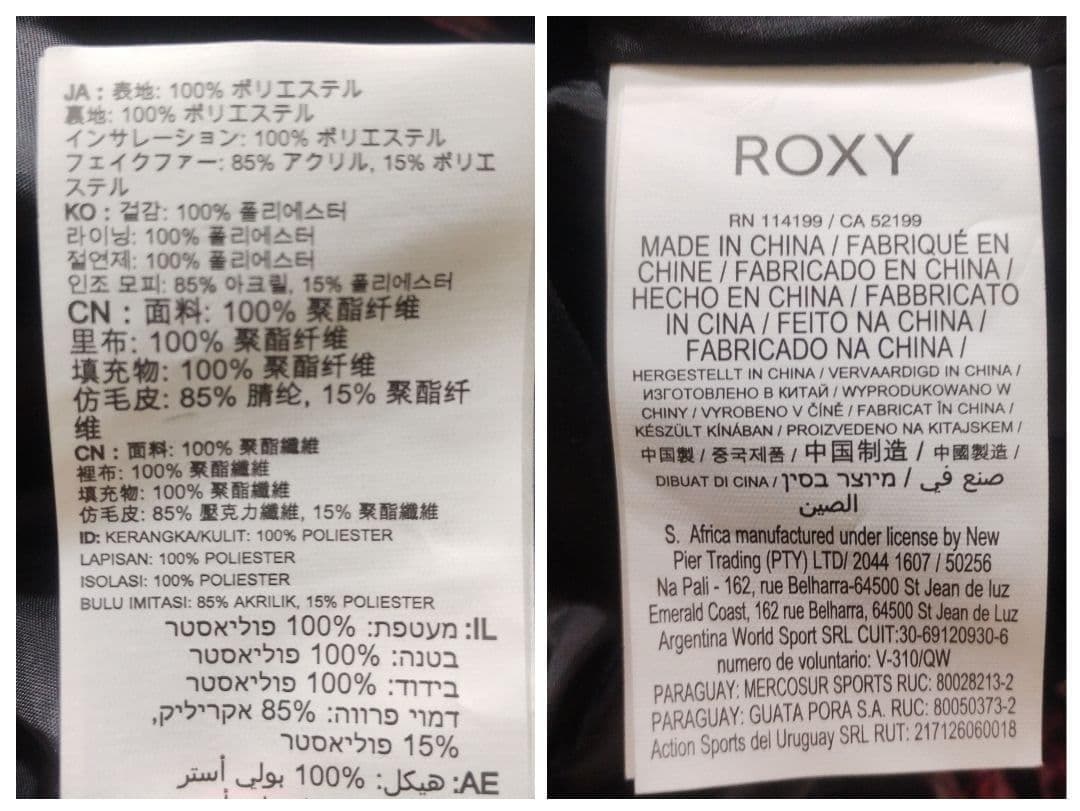 JA : 表地: 100% ポリエステル
裏地: 100% ポリエステル
インサレーション: 100% ポリエステル
フェイクファー: 85% アクリル, 15% ポリエ
ステル
KO : 겉감: 100% 폴리에스터
라이닝: 100% 폴리에스터
절연제: 100% 폴리에스터
인조 모피: 85% 아크릴, 15% 폴리에스터
CN : 面料: 100% 聚酯纤维
里布: 100% 聚酯纤维
填充物: 100% 聚酯纤维
仿毛皮: 85% 腈纶, 15% 聚酯纤
维
CN : 面料: 100% 聚酯纖維
裡布: 100% 聚酯纖維
填充物: 100% 聚酯纖維
仿毛皮: 85% 壓克力纖維, 15% 聚酯纖維
ID: KERANGKA/KULIT: 100% POLIESTER
LAPISAN: 100% POLIESTER
ISOLASI: 100% POLIESTER
BULU IMITASI: 85% AKRILIK, 15% POLIESTER
IL: מעטפת: 100% פוליאסטר
בטנה: 100% פוליאסטר
בידוד: 100% פוליאסטר
דמוי פרווה: 85% אקריליק,
15% פוליאסטר
AE: هيكل: 100% بولي أستر
ROXY
RN 114199 / CA 52199
MADE IN CHINA / FABRIQUÉ EN
CHINE / FABRICADO EN CHINA /
HECHO EN CHINA / FABBRICATO
IN CINA / FEITO NA CHINA /
FABRICADO NA CHINA /
HERGESTELLT IN CHINA / VERVAARDIGD IN CHINA /
ИЗГОТОВЛЕНО В КИТАЙ / WYPRODUKOWANO W
CHINY / VYROBENO V ČÍNĚ / FABRICAT ÎN CHINA /
KÉSZÜLT KÍNÁBAN / PROIZVEDENO NA KITAJSKEM /
中国製 / 중국제품 / 中国制造 / 中國製造 /
DIBUAT DI CINA / מיוצר בסין / صنع في
الصين
S. Africa manufactured under license by New
Pier Trading (PTY) LTD/ 2044 1607 / 50256
Na Pali - 162, rue Belharra-64500 St Jean de luz
Emerald Coast, 162 rue Belharra, 64500 St Jean de Luz
Argentina World Sport SRL CUIT:30-69120930-6
numero de voluntario: V-310/QW
PARAGUAY: MERCOSUR SPORTS RUC: 80028213-2
PARAGUAY: GUATA PORA S.A. RUC: 80050373-2
Action Sports del Uruguay SRL RUT: 217126060018